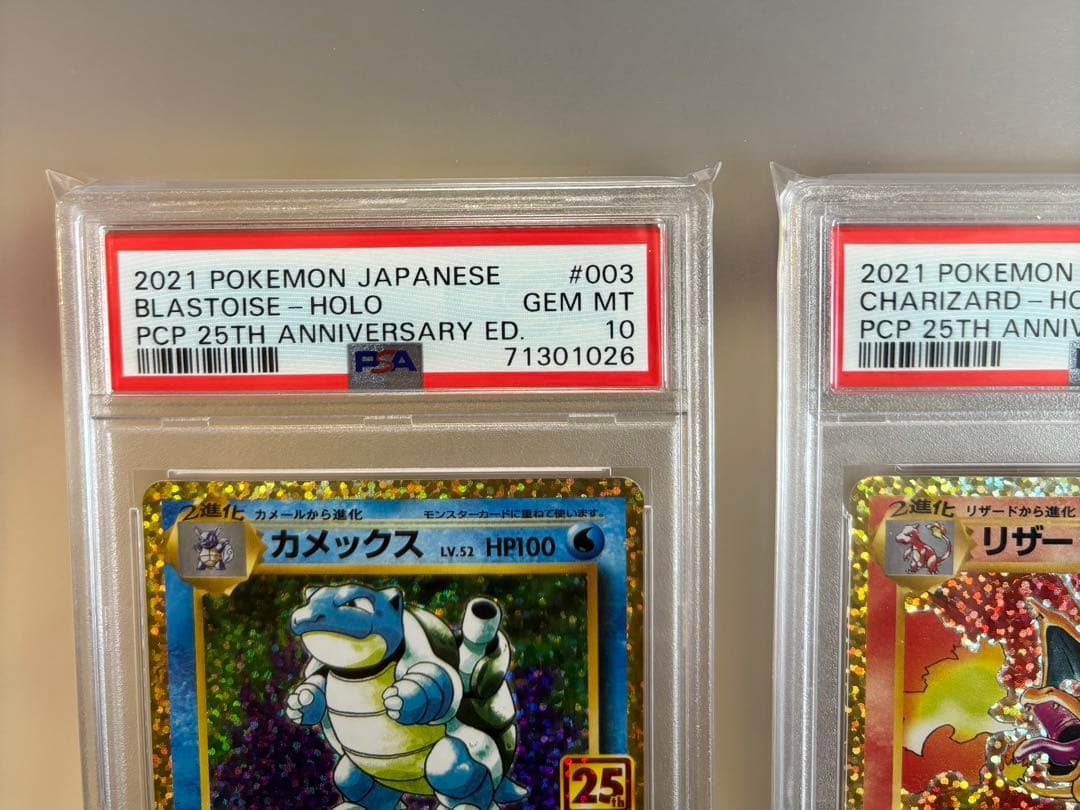 2021 POKEMON JAPANESE #003
BLASTOISE - HOLO GEM MT
PCP 25TH ANNIVERSARY ED. 10
PSA 71301026
2進化 カメールから進化 モンスターカードに重ねて使います。
カメックス LV.52 HP100
25th
2021 POKEMON
CHARIZARD - HO
PCP 25TH ANNIV
2進化 リザードから進化
リザー